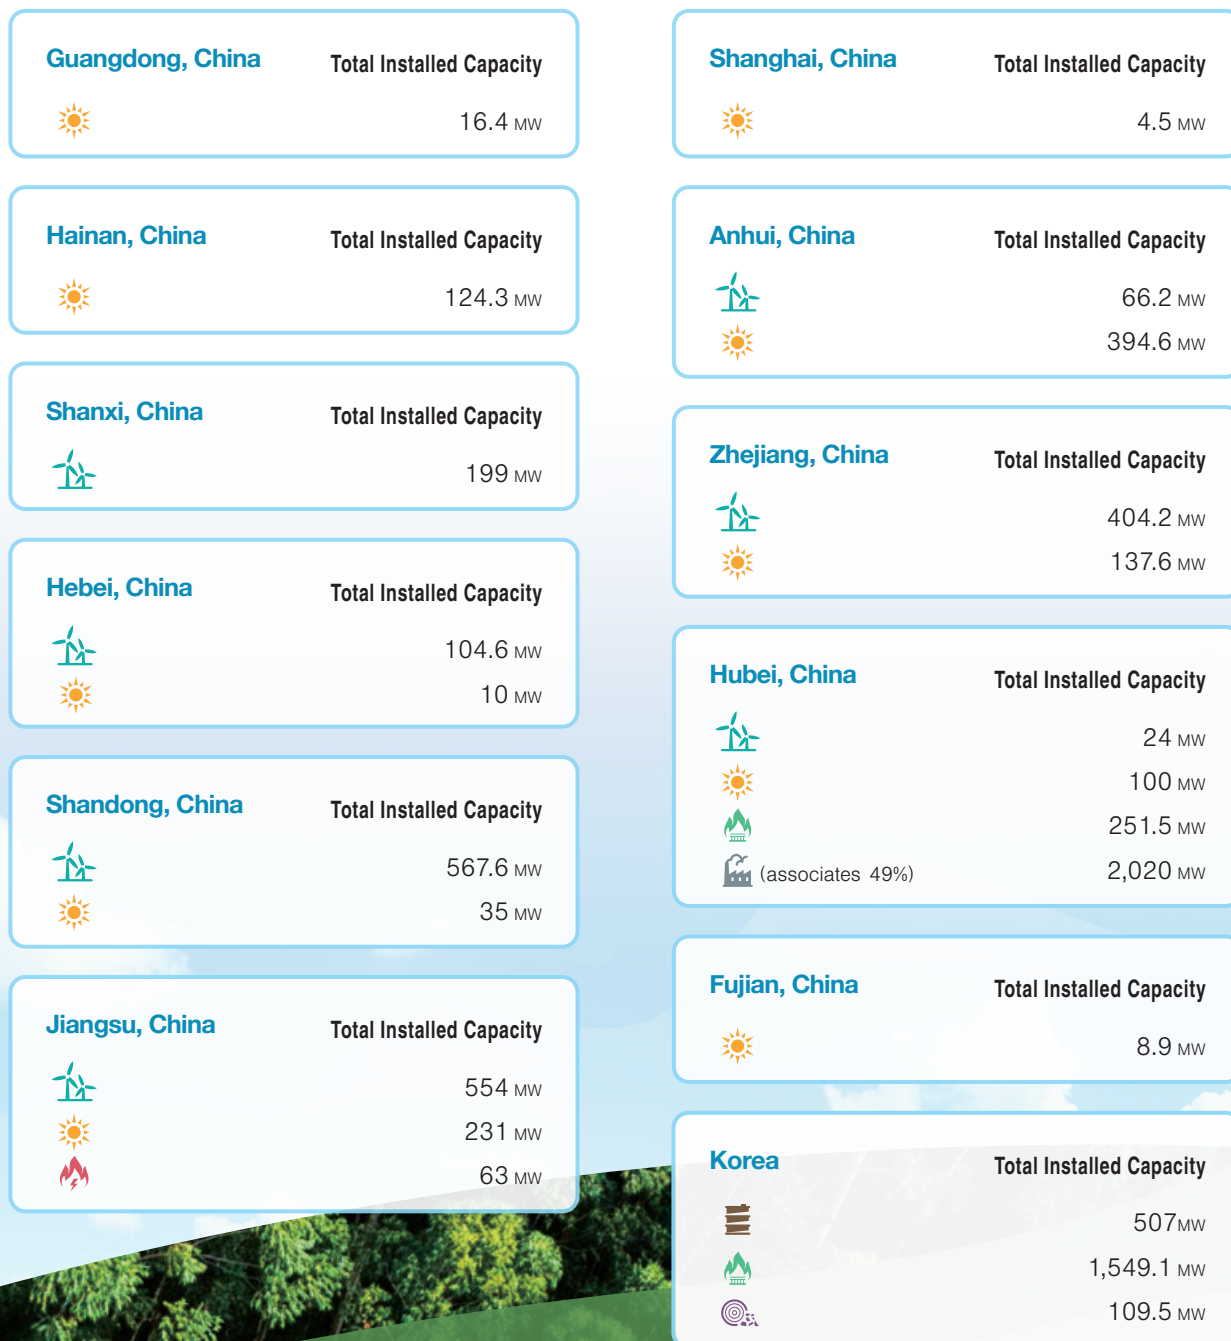 Guangdong, China Total Installed Capacity
16.4 MW
Hainan, China Total Installed Capacity
124.3 MW
Shanxi, China Total Installed Capacity
199 MW
Hebei, China Total Installed Capacity
104.6 MW
10 MW
Shandong, China Total Installed Capacity
567.6 MW
35 MW
Jiangsu, China Total Installed Capacity
554 MW
231 MW
63 MW
Shanghai, China Total Installed Capacity
4.5 MW
Anhui, China Total Installed Capacity
66.2 MW
394.6 MW
Zhejiang, China Total Installed Capacity
404.2 MW
137.6 MW
Hubei, China Total Installed Capacity
24 MW
100 MW
251.5 MW
(associates 49%) 2,020 MW
Fujian, China Total Installed Capacity
8.9 MW
Korea Total Installed Capacity
507MW
1,549.1 MW
109.5 MW